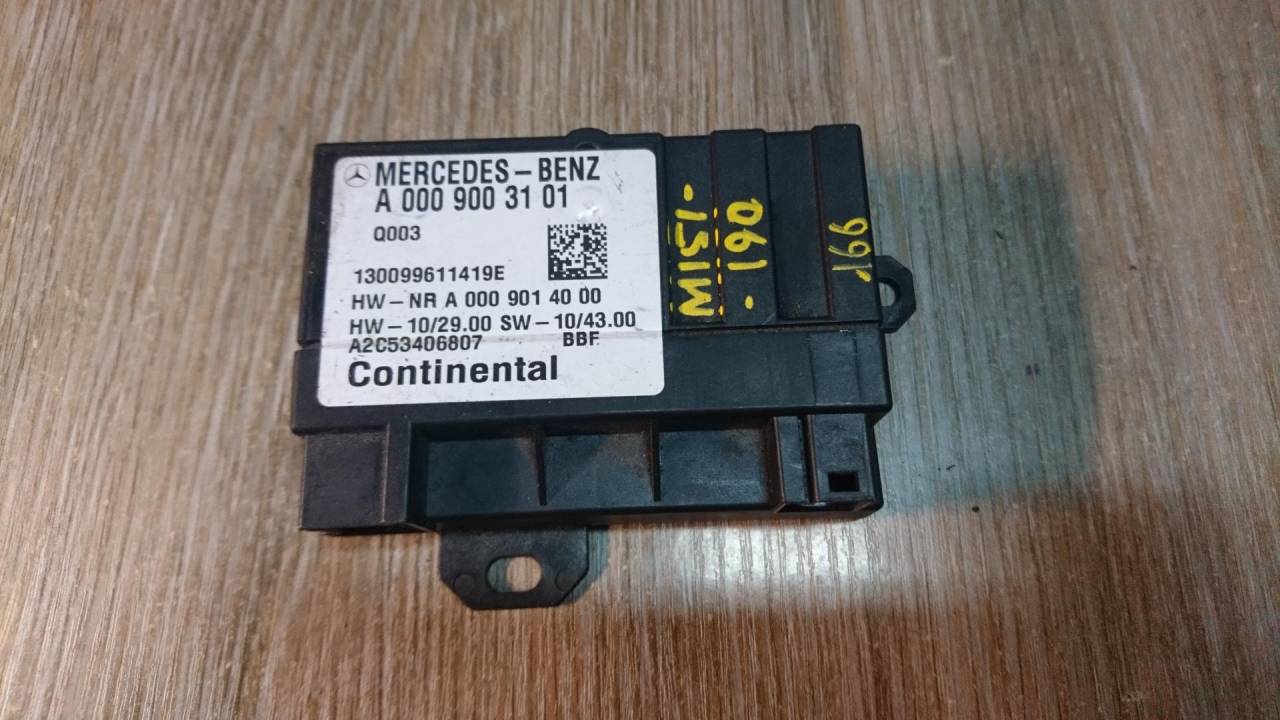 MERCEDES-BENZ
A 000 900 31 01
Q003
130099611419E
HW-NR A 000 901 40 00
HW-10/29.00 SW-10/43.00
A2C53406807 BBF
Continental
M151-
-190
166